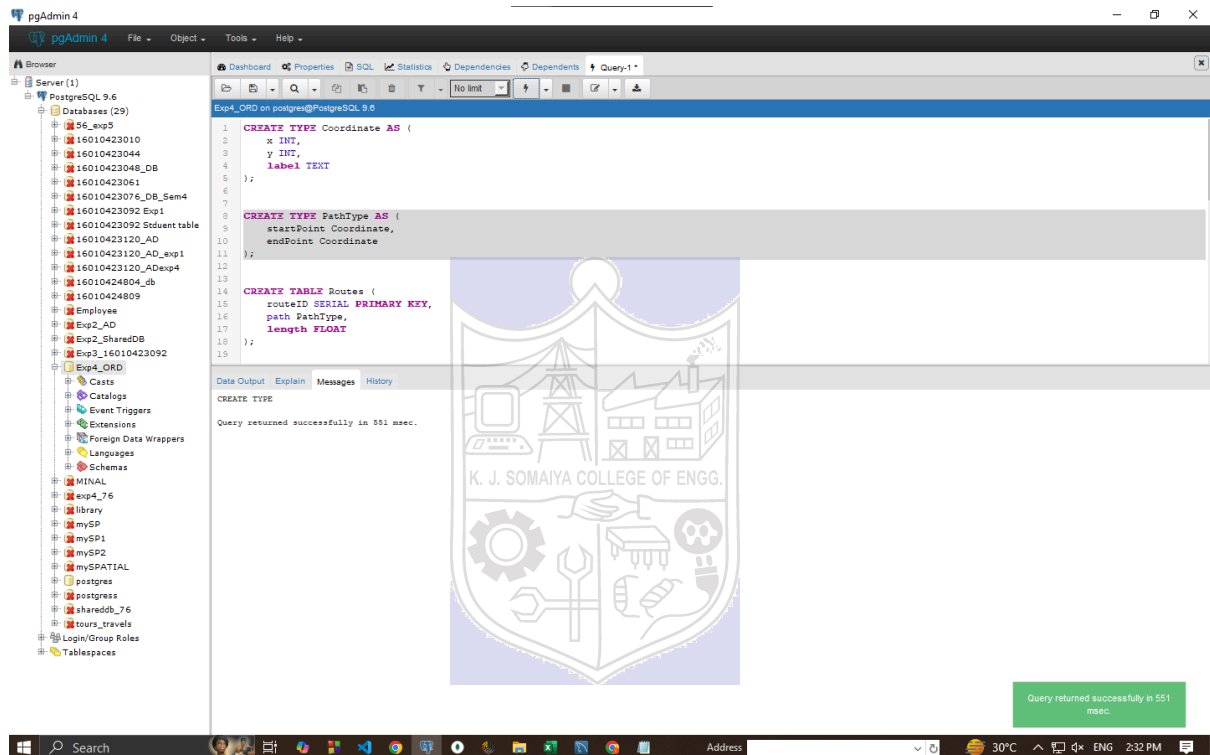 pgAdmin 4
pgAdmin 4 File Object Tools Help
Browser
Server (1)
PostgreSQL 9.6
Databases (29)
56_exp5
16010423010
16010423044
16010423048_DB
16010423061
16010423076_DB_Sem4
16010423092 Exp1
16010423092 Stduent table
16010423120_AD
16010423120_AD_exp1
16010423120_ADexp4
16010424804_db
16010424809
Employee
Exp2_AD
Exp2_SharedDB
Exp3_16010423092
Exp4_ORD
Casts
Catalogs
Event Triggers
Extensions
Foreign Data Wrappers
Languages
Schemas
MINAL
exp4_76
library
mySP
mySP1
mySP2
mySPATIAL
postgres
postgress
shareddb_76
tours_travels
Login/Group Roles
Tablespaces
Dashboard Properties SQL Statistics Dependencies Dependents Query-1 *
No limit
Exp4_ORD on postgres@PostgreSQL 9.6
1 CREATE TYPE Coordinate AS (
2 x INT,
3 y INT,
4 label TEXT
5 );
6
7
8 CREATE TYPE PathType AS (
9 startPoint Coordinate,
10 endPoint Coordinate
11 );
12
13
14 CREATE TABLE Routes (
15 routeID SERIAL PRIMARY KEY,
16 path PathType,
17 length FLOAT
18 );
19
Data Output Explain Messages History
CREATE TYPE
Query returned successfully in 551 msec.
K. J. SOMAIYA COLLEGE OF ENGG.
Query returned successfully in 551
msec.
Search
Address
30°C ENG 2:32 PM